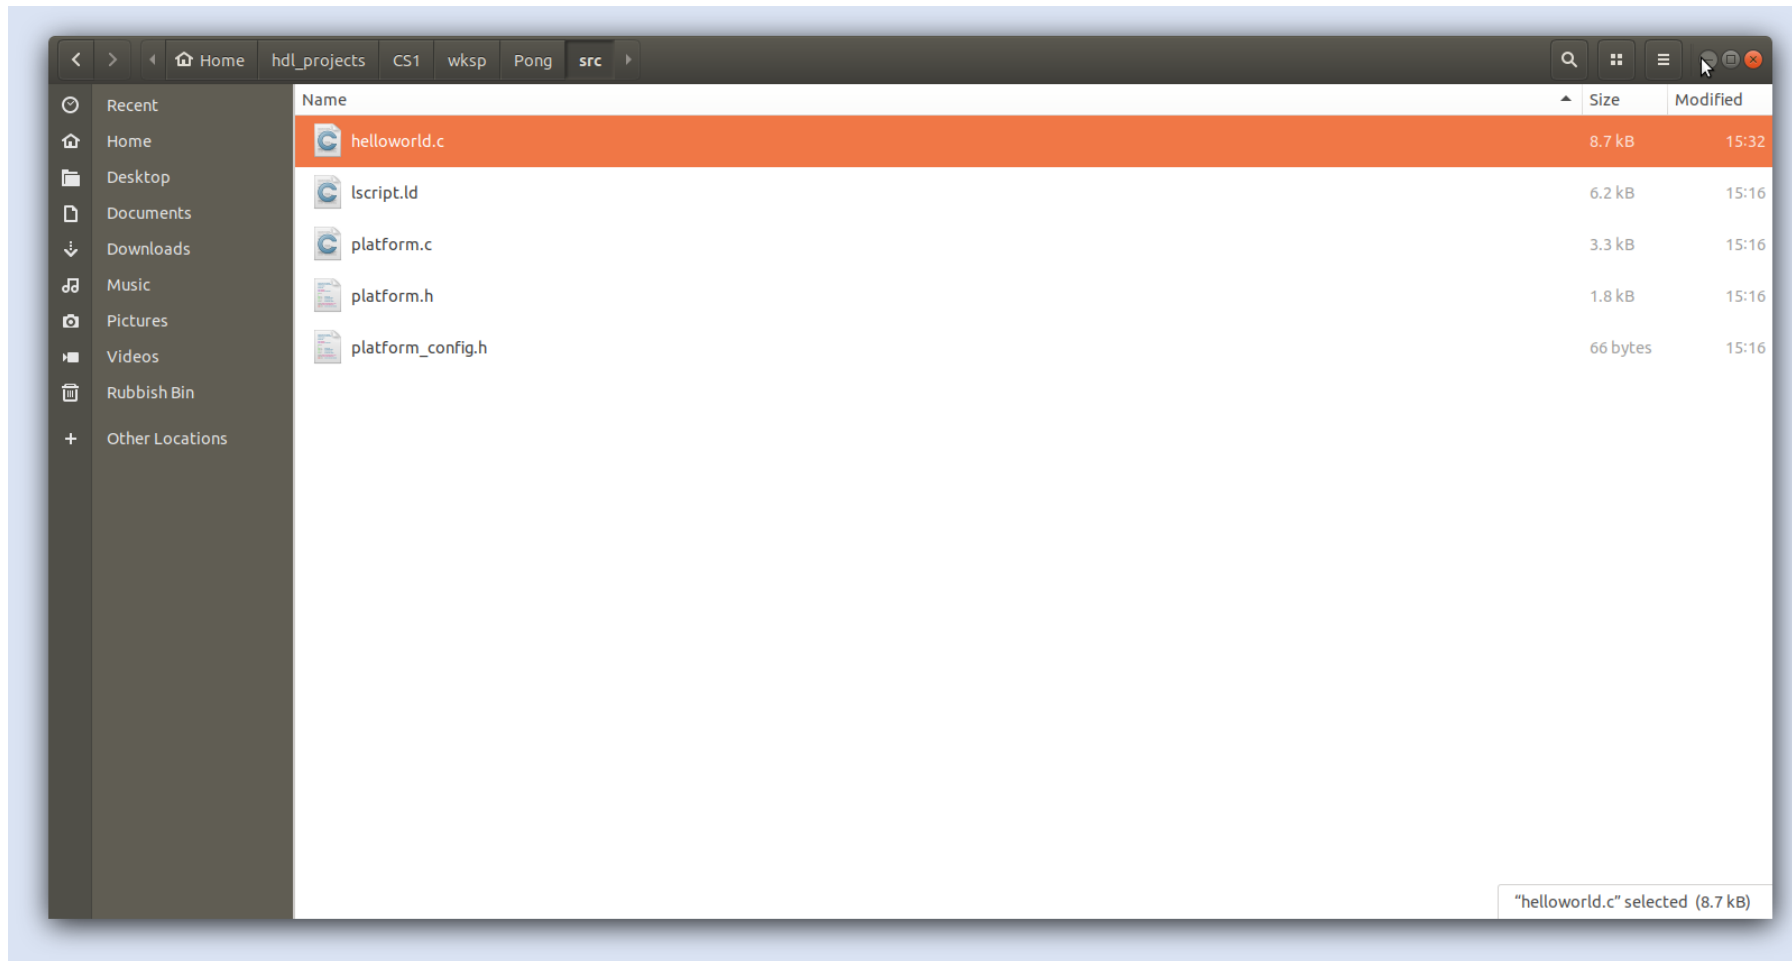 Home hdl_projects CS1 wksp Pong src
Recent
Home
Desktop
Documents
Downloads
Music
Pictures
Videos
Rubbish Bin
Other Locations
Name Size Modified
helloworld.c 8.7 kB 15:32
lscript.ld 6.2 kB 15:16
platform.c 3.3 kB 15:16
platform.h 1.8 kB 15:16
platform_config.h 66 bytes 15:16
“helloworld.c” selected (8.7 kB)